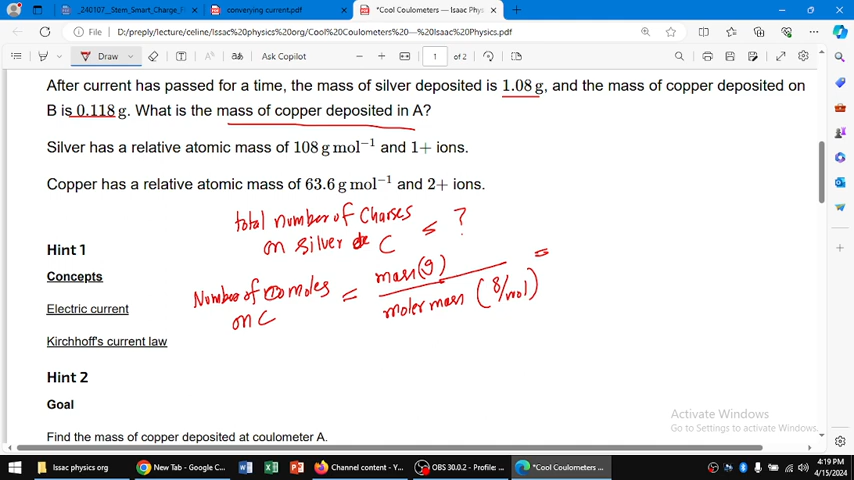 _240107__Stem_Smart_Charge_F
converying current.pdf
*Cool Coulometers — Isaac Phys
File
D:/preply/lecture/celine/Issac%20physics%20org/Cool%20Coulometers%20—%20Isaac%20Physics.pdf
Draw
Ask Copilot
1
of 2
After current has passed for a time, the mass of silver deposited is 1.08 g, and the mass of copper deposited on
B is 0.118 g. What is the mass of copper deposited in A?
Silver has a relative atomic mass of 108 g mol⁻¹ and 1+ ions.
Copper has a relative atomic mass of 63.6 g mol⁻¹ and 2+ ions.
total number of Charses
on silver C = ?
Hint 1
Concepts
Number of moles on C = mass(g) / moler mass (g/mol) =
Electric current
Kirchhoff's current law
Hint 2
Goal
Find the mass of copper deposited at coulometer A.
Activate Windows
Go to Settings to activate Windows.
Issac physics org
New Tab - Google C...
Channel content - Y...
OBS 30.0.2 - Profile: ...
*Cool Coulometers ...
4:19 PM
4/15/2024